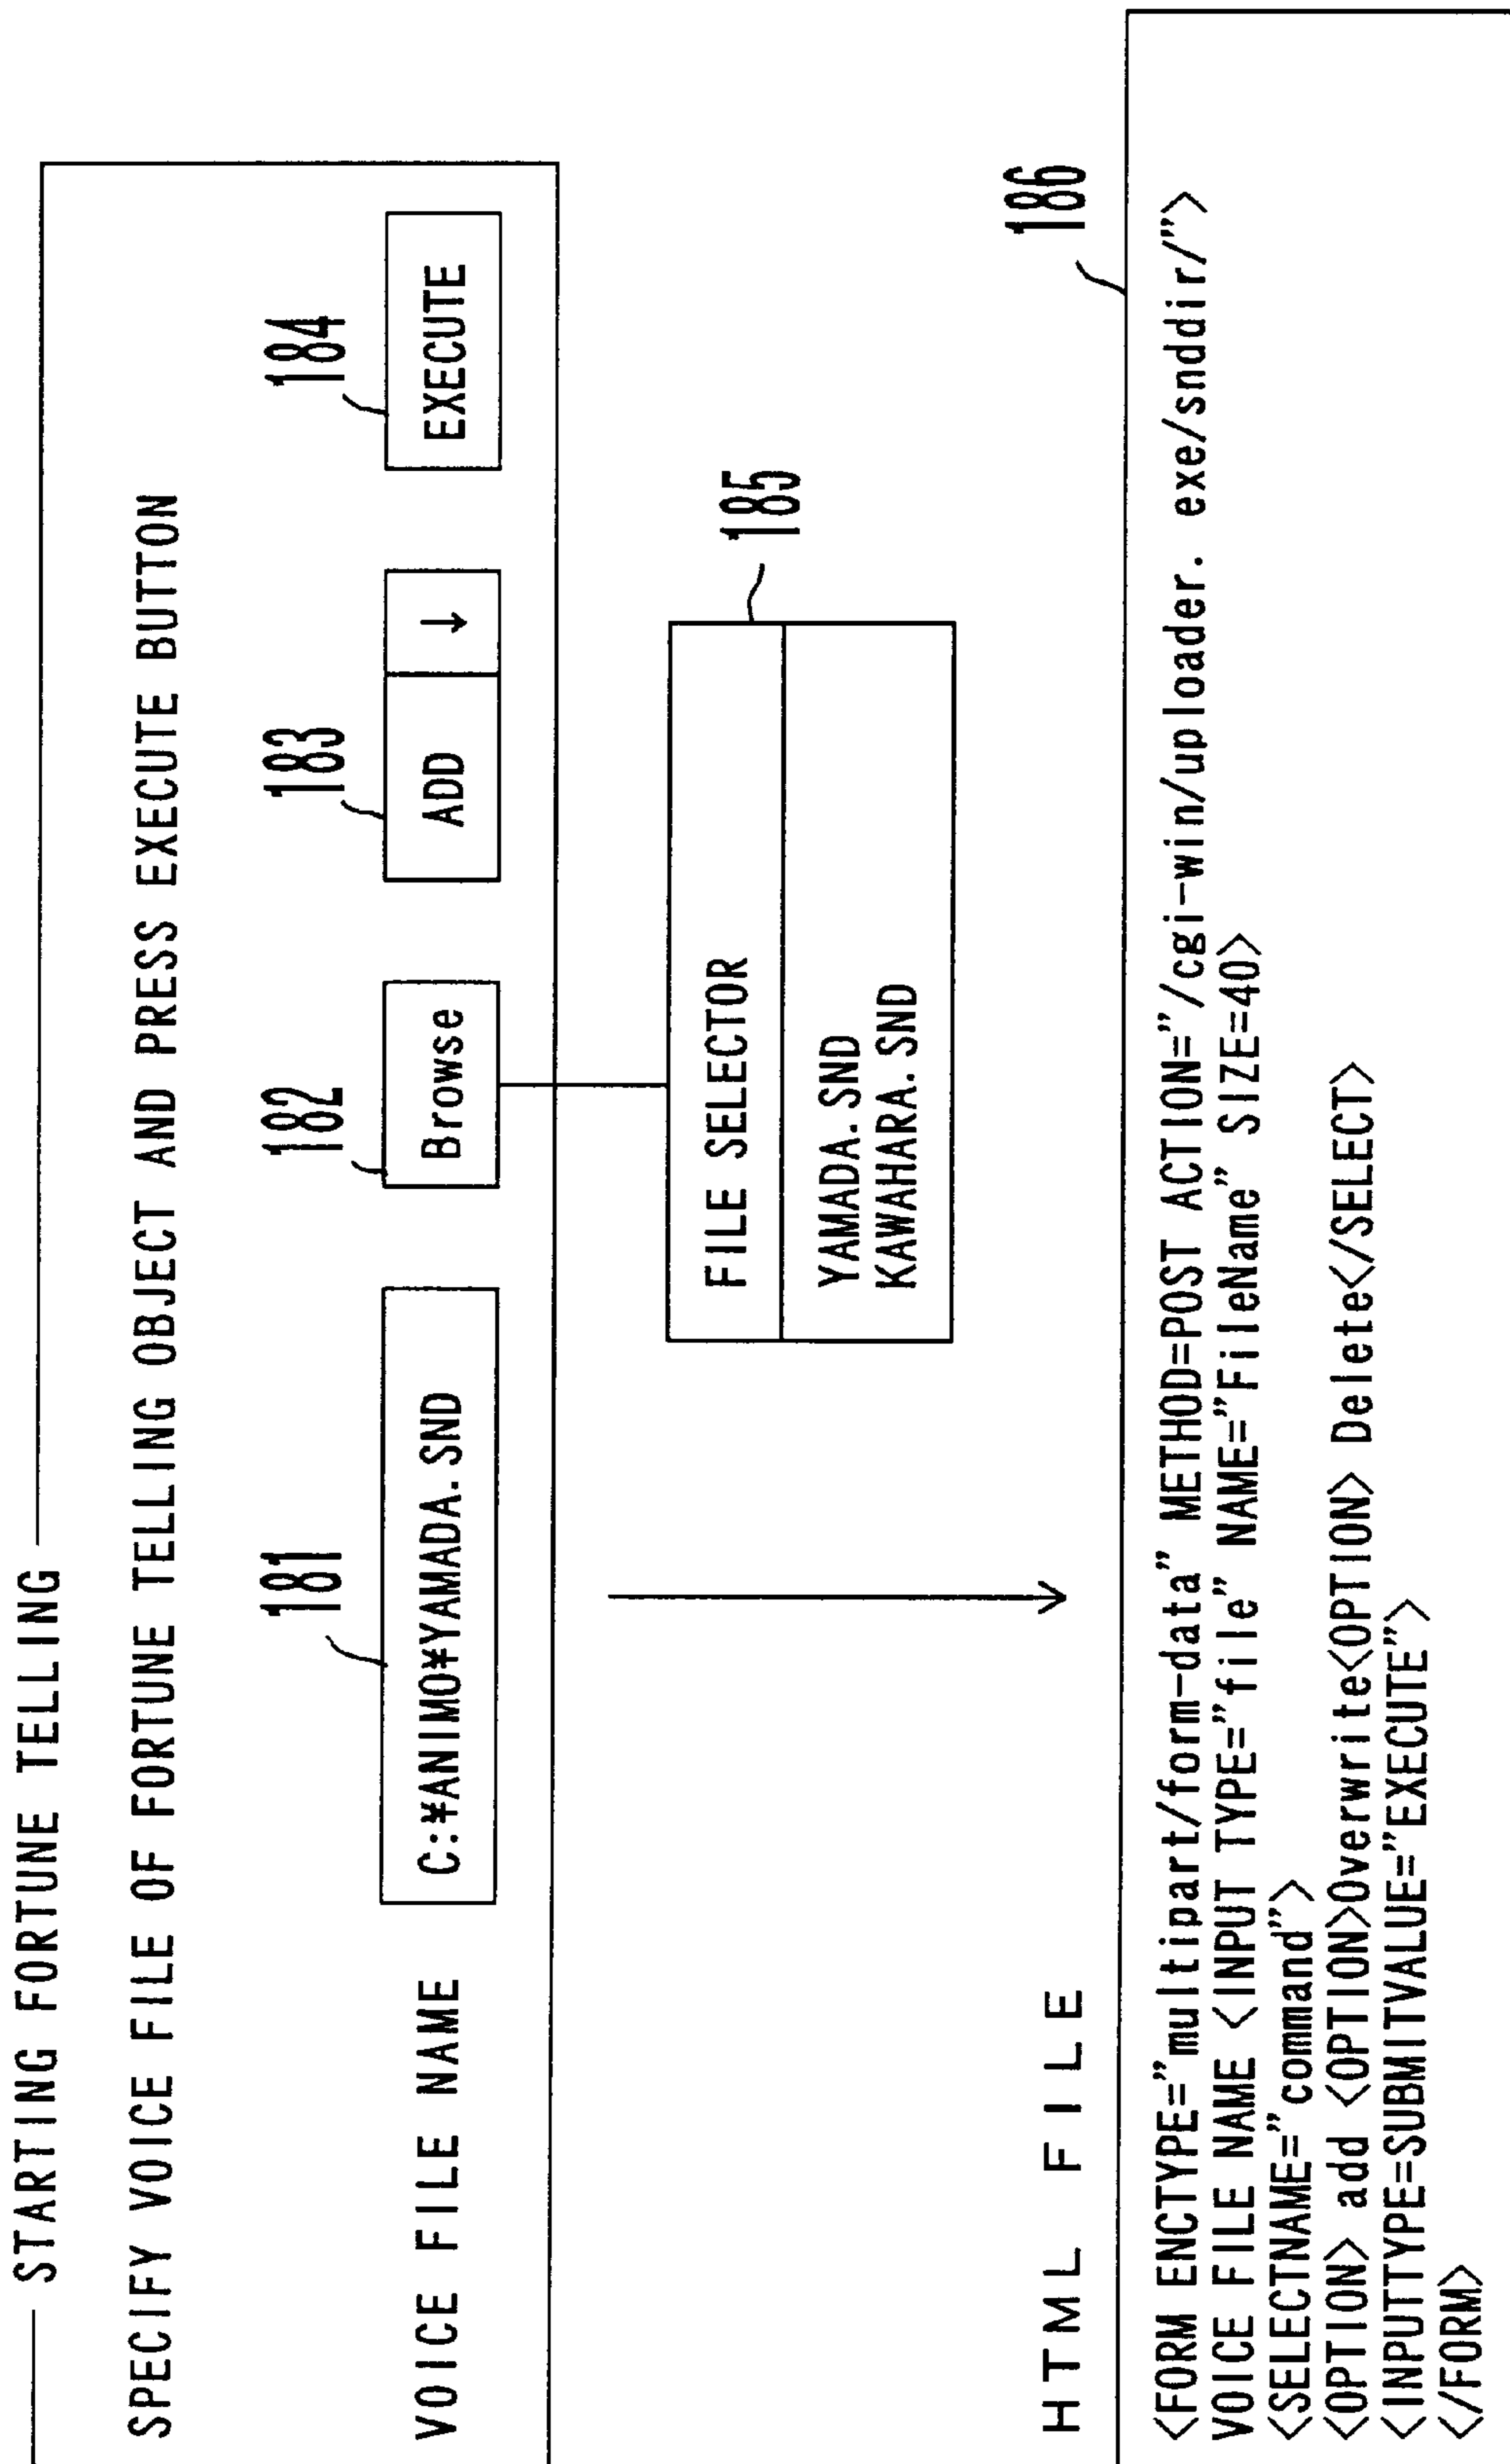 STARTING FORTUNE TELLING
SPECIFY VOICE FILE OF FORTUNE TELLING OBJECT AND PRESS EXECUTE BUTTON
181
182
183
184
VOICE FILE NAME
C:¥ANIMO¥YAMADA.SND
Browse
ADD
↓
EXECUTE
185
FILE SELECTOR
YAMADA.SND
KAWAHARA.SND
HTML FILE
186
<FORM ENCTYPE="multipart/form-data" METHOD=POST ACTION="/cgi-win/uploader. exe/snddir/">
VOICE FILE NAME <INPUT TYPE="file" NAME="FileName" SIZE=40>
<SELECTNAME="command">
<OPTION> add <OPTION>Overwrite<OPTION> Delete</SELECT>
<INPUTTYPE=SUBMITVALUE="EXECUTE">
</FORM>